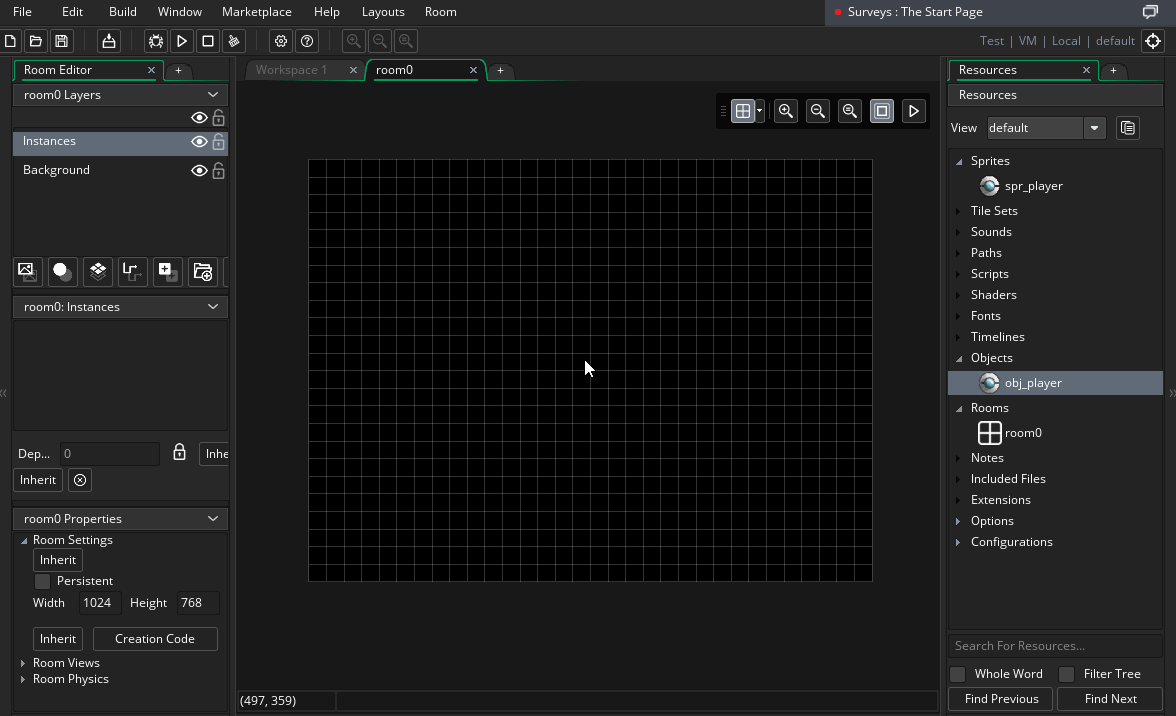 File Edit Build Window Marketplace Help Layouts Room
Surveys : The Start Page
Test | VM | Local | default
Room Editor
room0 Layers
Instances
Background
room0: Instances
Dep... 0 Inhe
Inherit
room0 Properties
Room Settings
Inherit
Persistent
Width 1024 Height 768
Inherit Creation Code
Room Views
Room Physics
Workspace 1 room0
(497, 359)
Resources
Resources
View default
Sprites
spr_player
Tile Sets
Sounds
Paths
Scripts
Shaders
Fonts
Timelines
Objects
obj_player
Rooms
room0
Notes
Included Files
Extensions
Options
Configurations
Search For Resources...
Whole Word Filter Tree
Find Previous Find Next